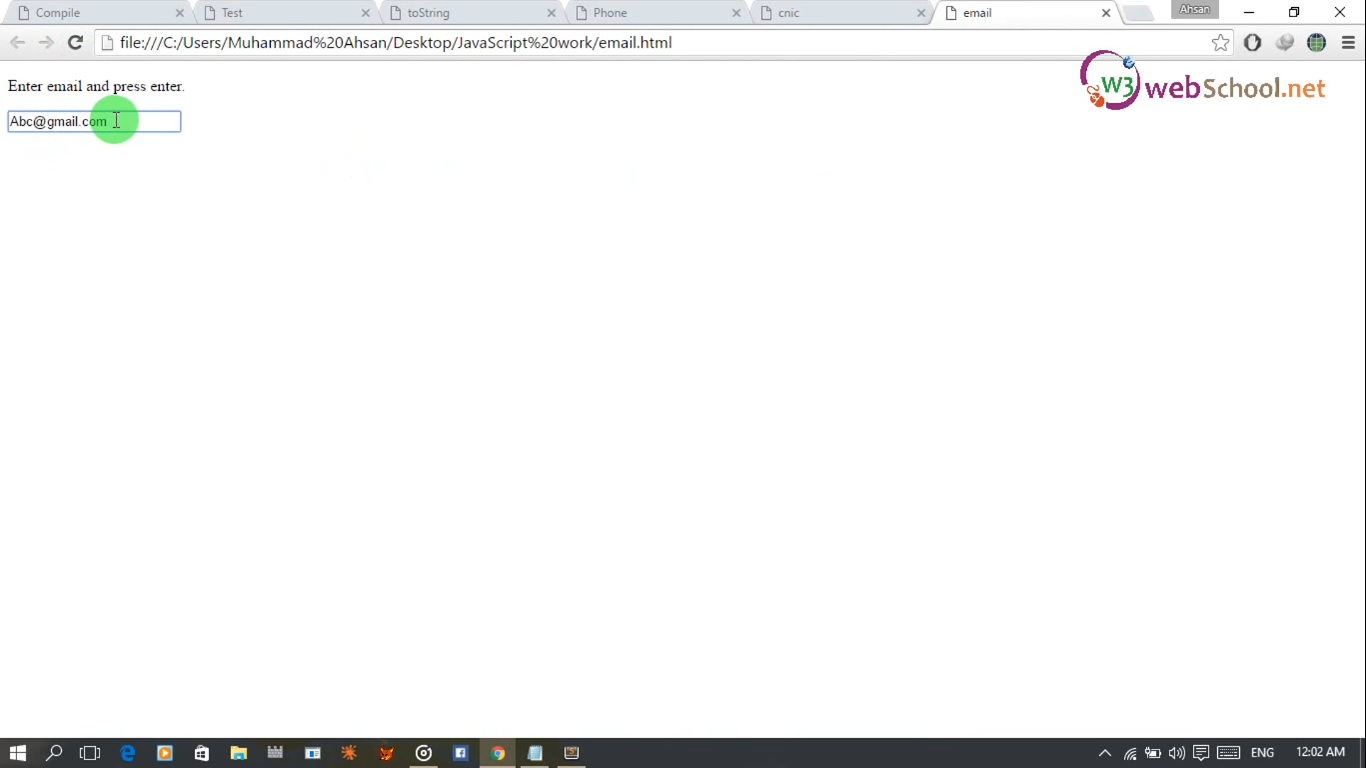 Compile
Test
toString
Phone
cnic
email
Ahsan
file:///C:/Users/Muhammad%20Ahsan/Desktop/JavaScript%20work/email.html
W3 webSchool.net
Enter email and press enter.
Abc@gmail.com
ENG
12:02 AM